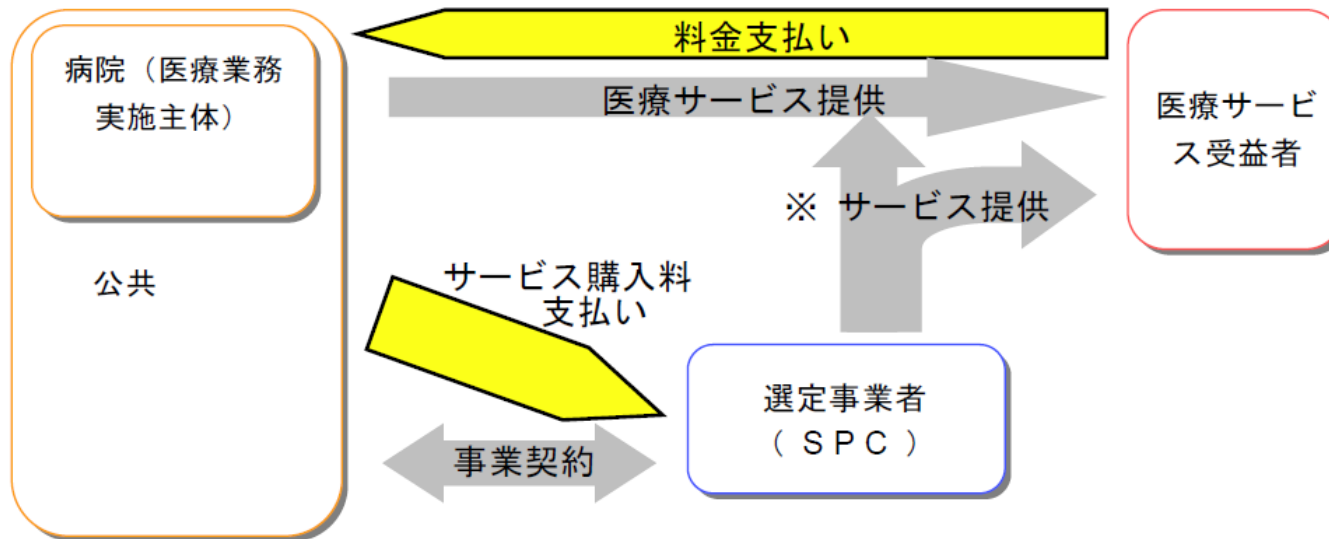 料金支払い
病院（医療業務
実施主体）
医療サービス提供
医療サービ
ス受益者
※ サービス提供
公共
サービス購入料
支払い
選定事業者
（ ＳＰＣ ）
事業契約